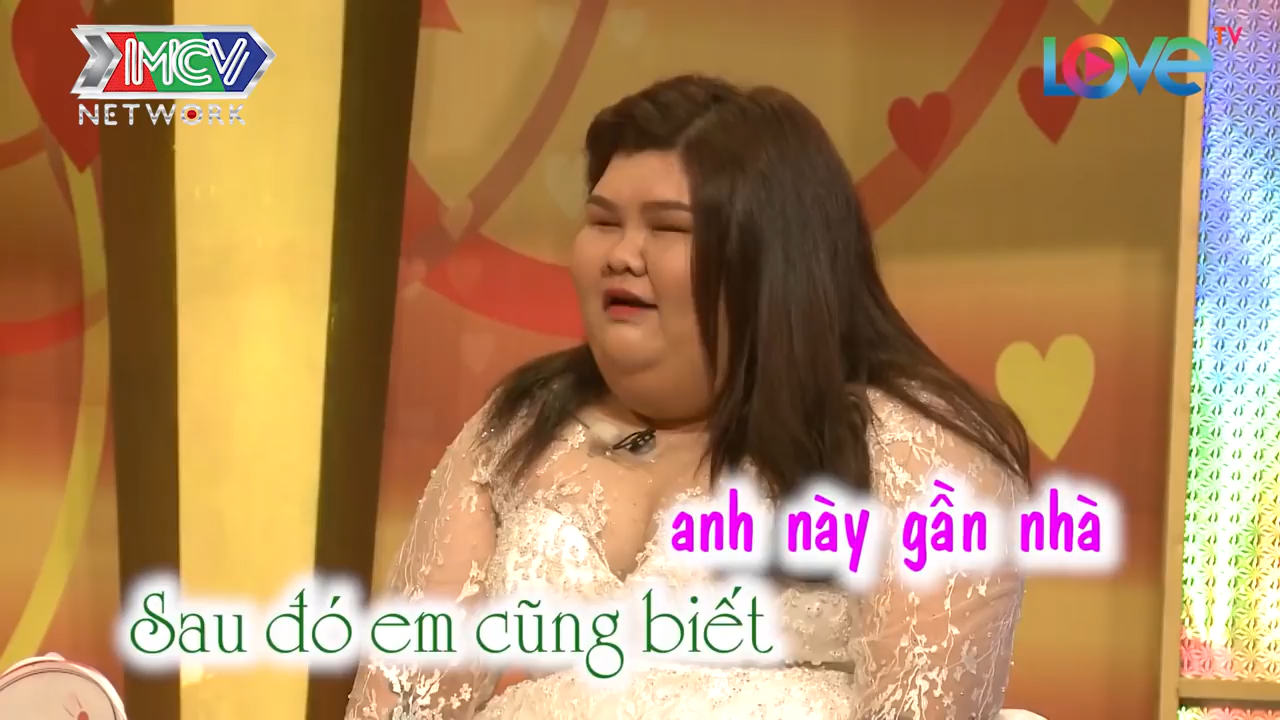 MCV
NETWORK
LOVE TV
anh này gần nhà
Sau đó em cũng biết